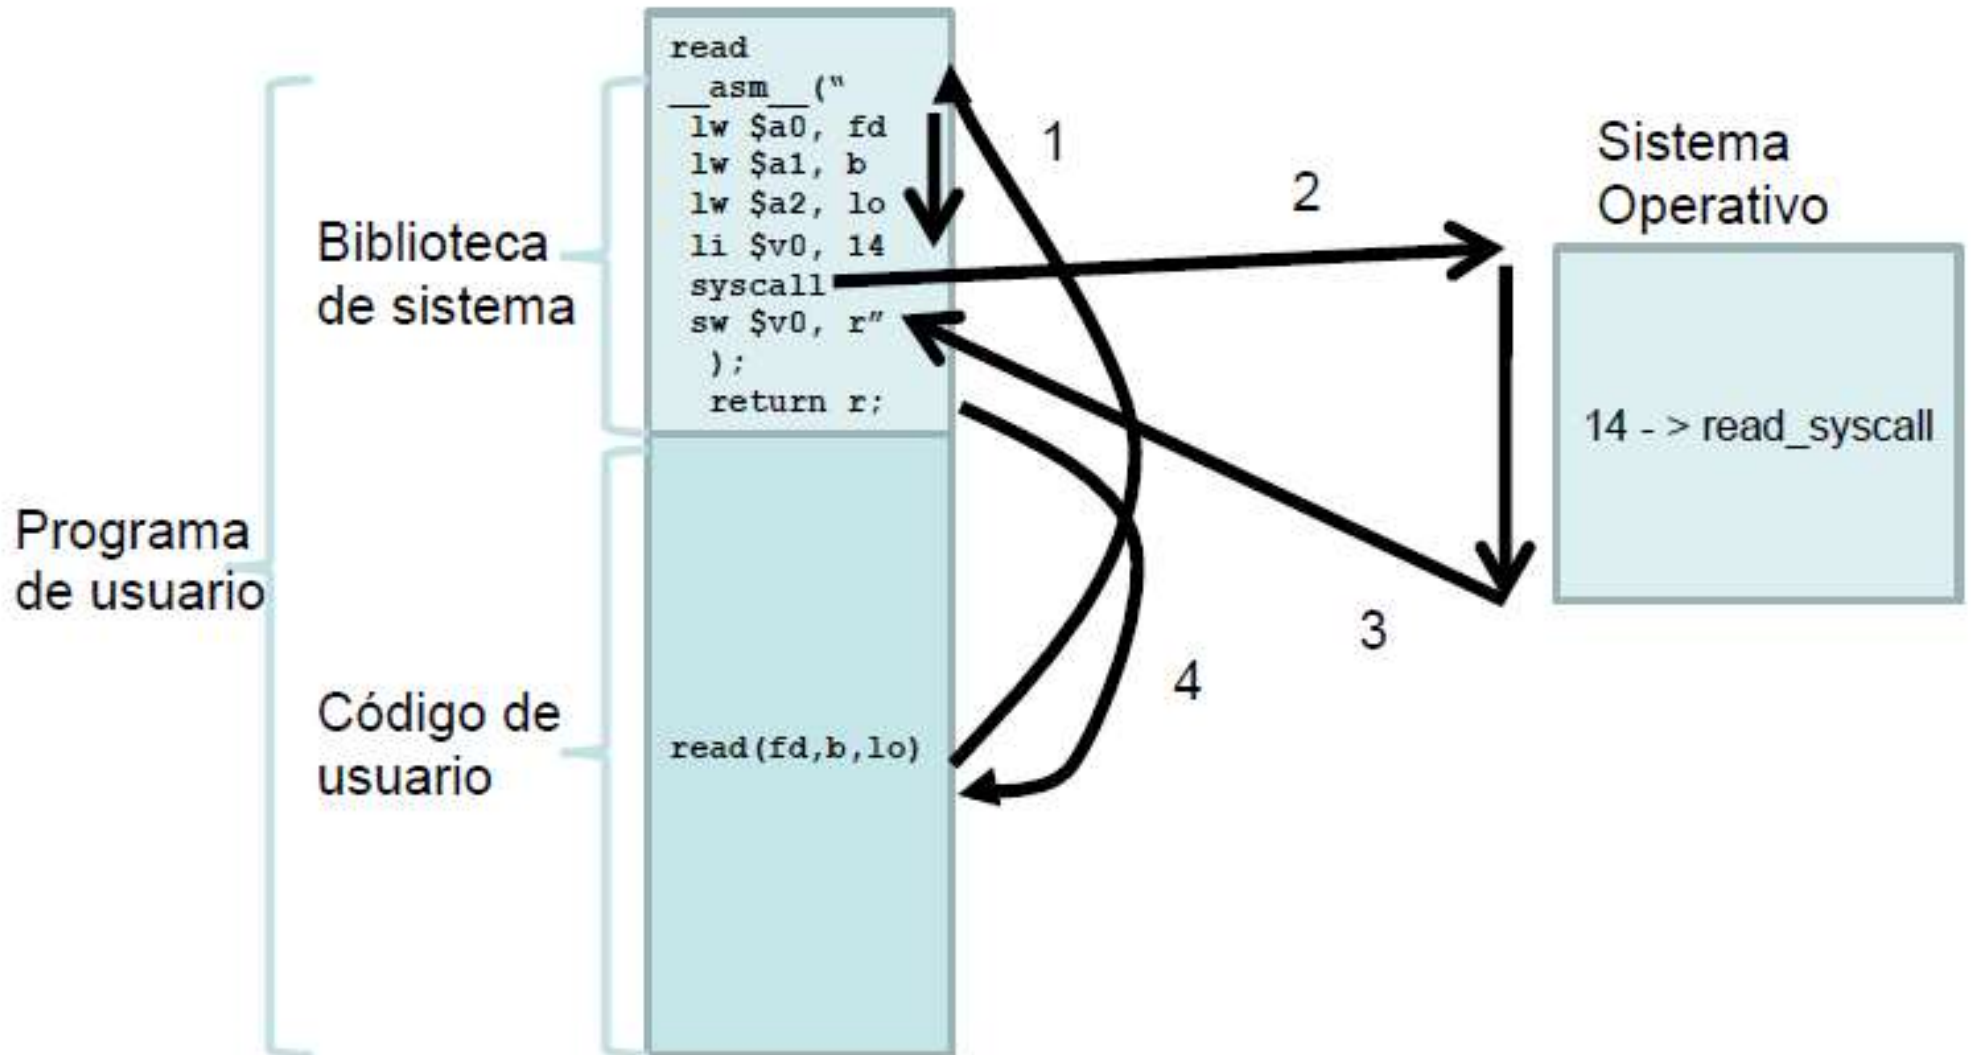 read
__asm__("
lw $a0, fd
lw $a1, b
lw $a2, lo
li $v0, 14
syscall
sw $v0, r”
);
return r;
1
2
Sistema
Operativo
Biblioteca
de sistema
14 - > read_syscall
Programa
de usuario
3
4
Código de
usuario
read(fd,b,lo)